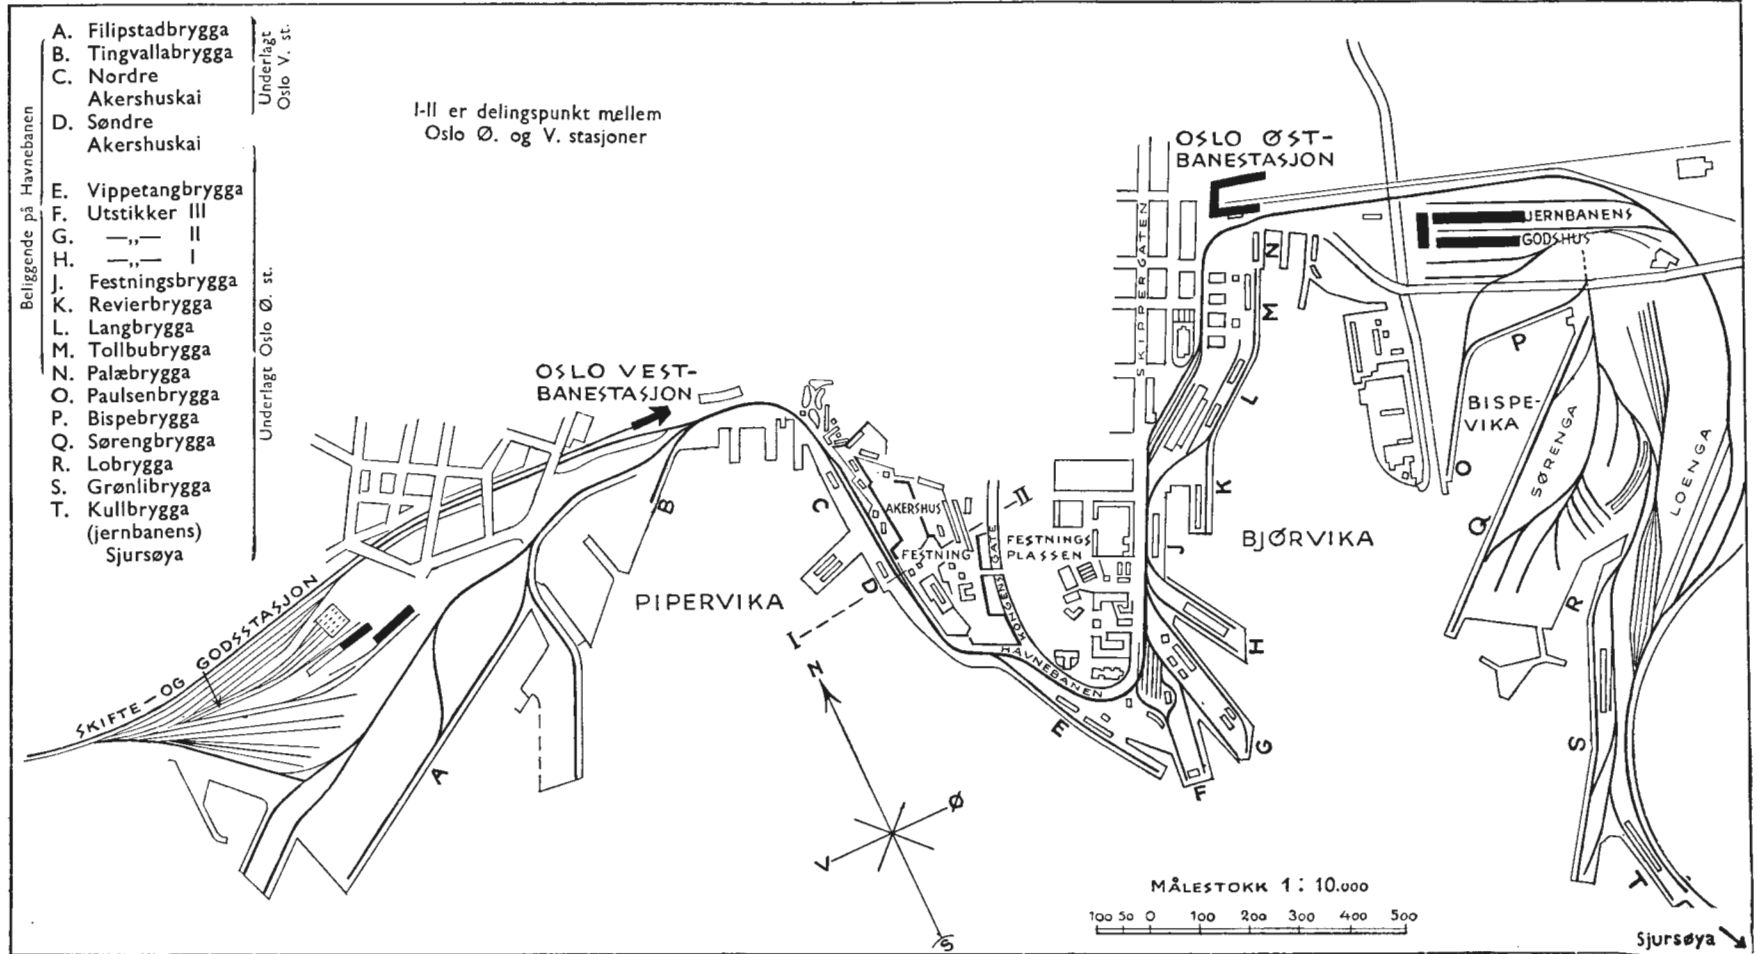 A. Filipstadbrygga
B. Tingvallabrygga
C. Nordre
Akershuskai
D. Søndre
Akershuskai
E. Vippetangbrygga
F. Utstikker III
G. —„— II
H. —„— I
J. Festningsbrygga
K. Revierbrygga
L. Langbrygga
M. Tollbubrygga
N. Palæbrygga
O. Paulsenbrygga
P. Bispebrygga
Q. Sørengbrygga
R. Lobrygga
S. Grønlibrygga
T. Kullbrygga
(jernbanens)
Sjursøya
Beliggende på Havnebanen
Underlagt
Oslo V. st.
Underlagt Oslo Ø. st.
I-II er delingspunkt mellem
Oslo Ø. og V. stasjoner
OSLO ØST-
BANESTASJON
JERNBANENS
GODSHUS
SKIPPERGATEN
N
M
L
K
J
H
G
F
E
P
O
Q
R
S
T
BISPE-
VIKA
SØRENGA
LOENGA
BJØRVIKA
OSLO VEST-
BANESTASJON
B
C
D
A
AKERSHUS
FESTNING
II
FESTNINGS
PLASSEN
KONGENS GATE
HAVNEBANEN
PIPERVIKA
I
SKIFTE-OG GODSSTASJON
N
Ø
V
S
MÅLESTOKK 1 : 10.000
100 50 0 100 200 300 400 500
Sjursøya